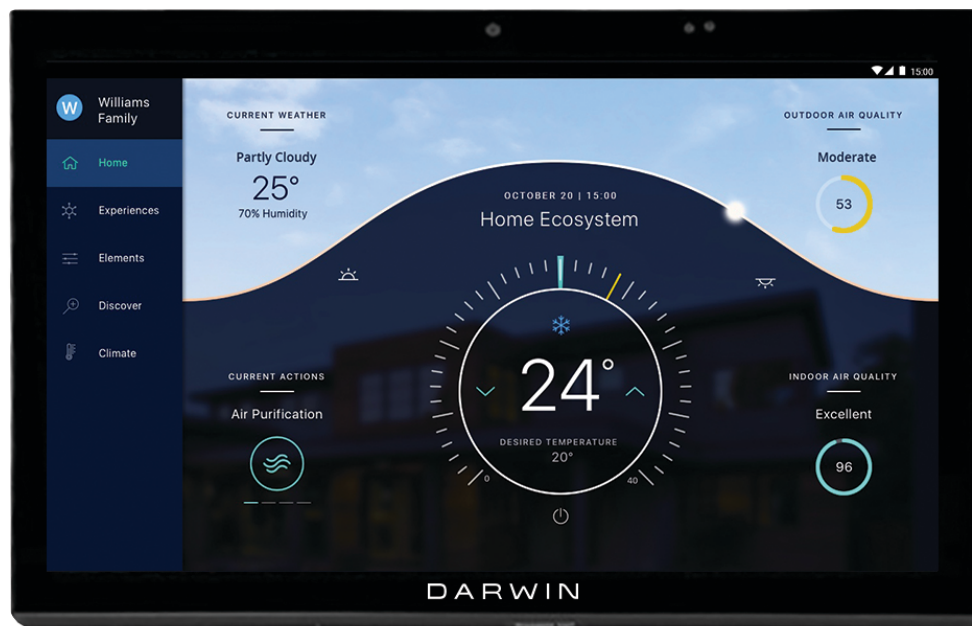 15:00
W
Williams
Family
Home
Experiences
Elements
Discover
Climate
CURRENT WEATHER
Partly Cloudy
25°
70% Humidity
OUTDOOR AIR QUALITY
Moderate
53
OCTOBER 20 | 15:00
Home Ecosystem
24°
DESIRED TEMPERATURE
20°
0
40
CURRENT ACTIONS
Air Purification
INDOOR AIR QUALITY
Excellent
96
DARWIN